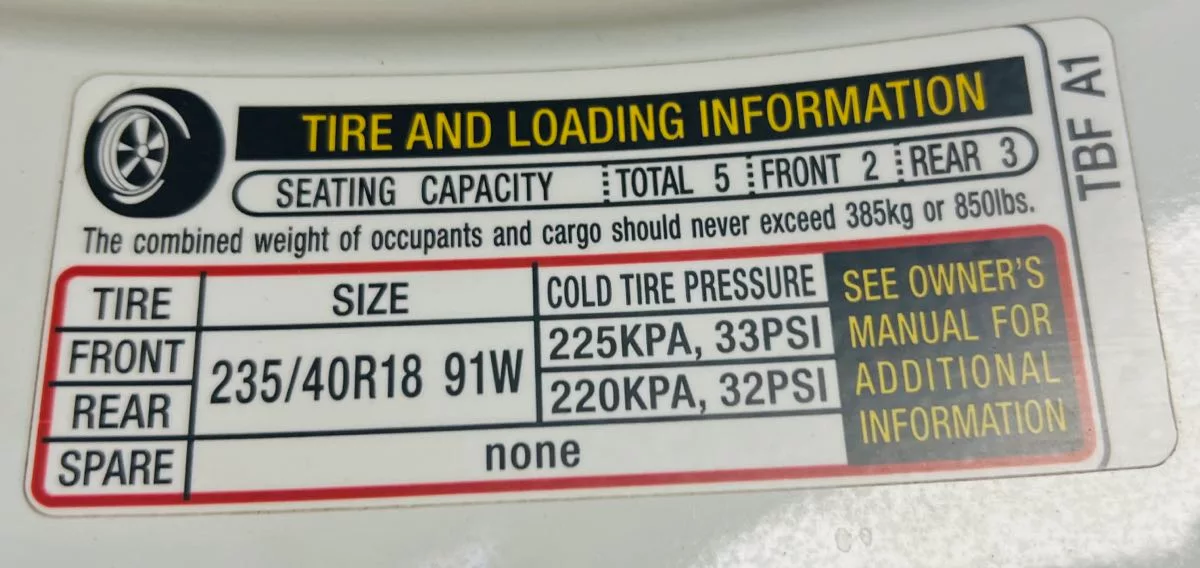 TIRE AND LOADING INFORMATION
SEATING CAPACITY TOTAL 5 FRONT 2 REAR 3
The combined weight of occupants and cargo should never exceed 385kg or 850lbs.
TIRE SIZE COLD TIRE PRESSURE
FRONT 235/40R18 91W 225KPA, 33PSI
REAR 220KPA, 32PSI
SPARE none
SEE OWNER'S
MANUAL FOR
ADDITIONAL
INFORMATION
TBF A1